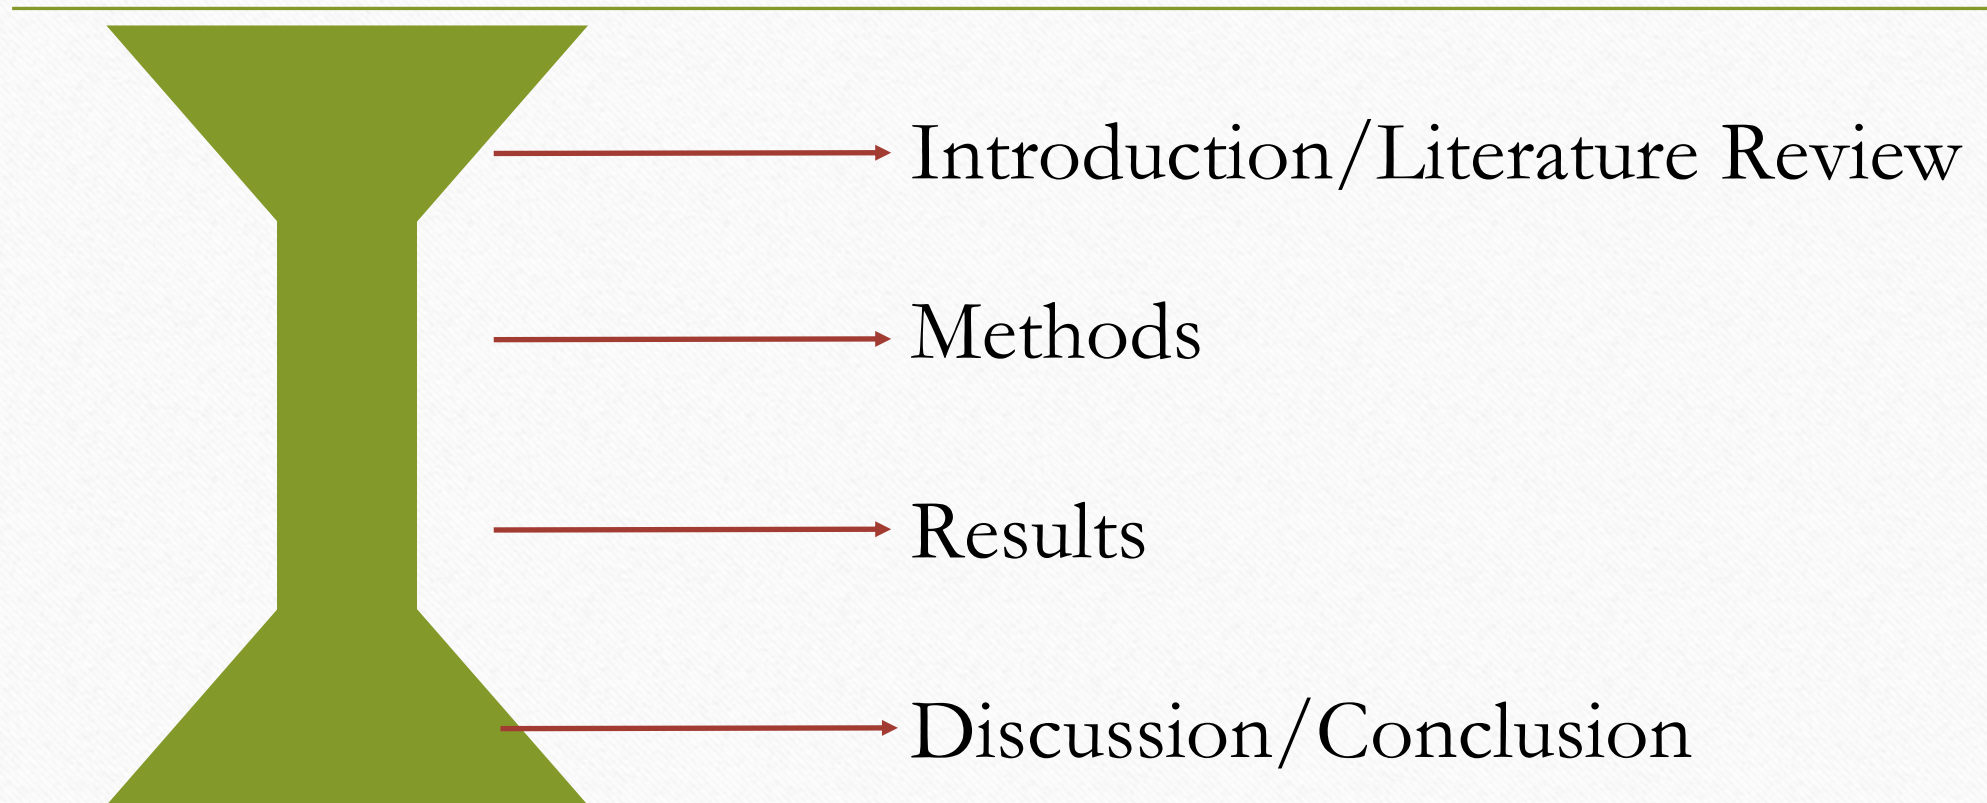 Introduction/Literature Review
Methods
Results
Discussion/Conclusion